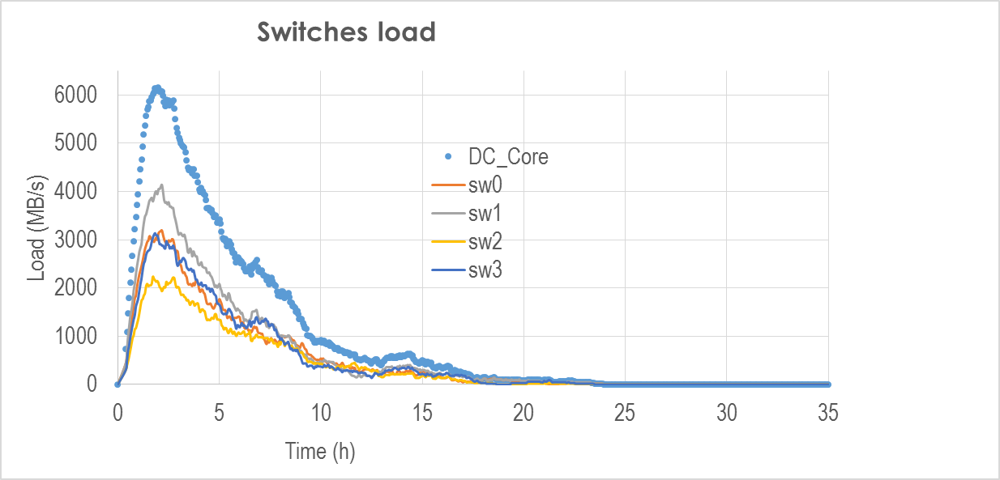 Switches load
6000
5000
4000
3000
2000
1000
0
Load (MB/s)
DC_Core
sw0
sw1
sw2
sw3
0 5 10 15 20 25 30 35
Time (h)